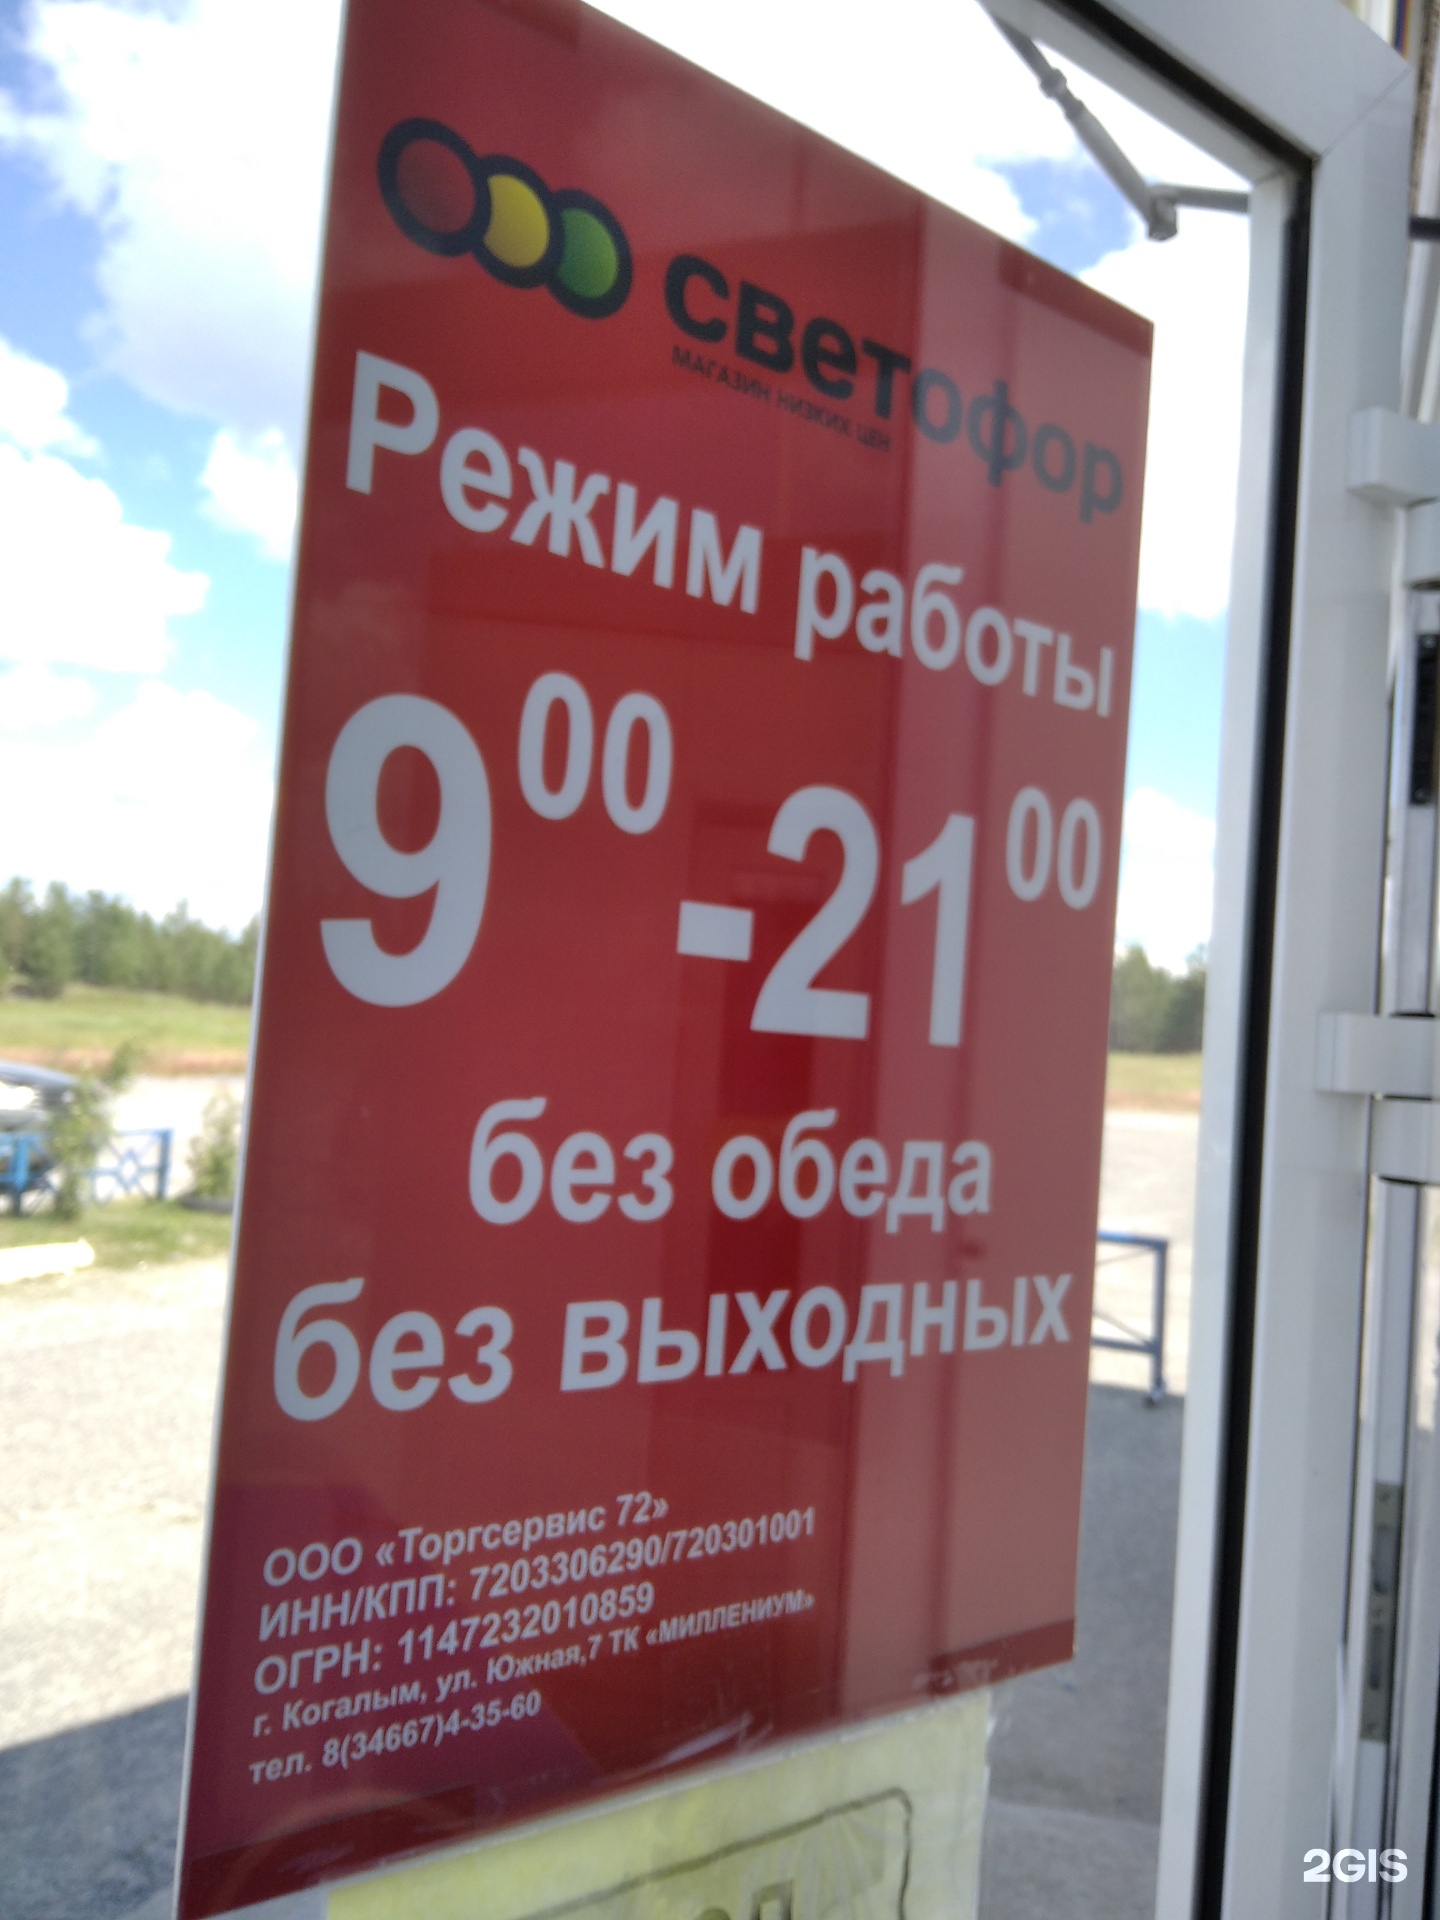 светофор
МАГАЗИН НИЗКИХ ЦЕН
Режим работы
9⁰⁰-21⁰⁰
без обеда
без выходных
ООО «Торгсервис 72»
ИНН/КПП: 7203306290/720301001
ОГРН: 1147232010859
г. Когалым, ул. Южная,7 ТК «МИЛЛЕНИУМ»
тел. 8(34667)4-35-60
2GIS